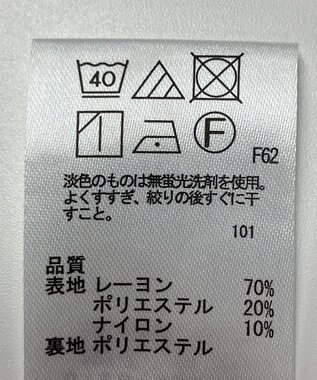 40
F
F62
淡色のものは無蛍光洗剤を使用。
よくすすぎ、絞りの後すぐに干
すこと。
101
品質
表地 レーヨン 70%
ポリエステル 20%
ナイロン 10%
裏地 ポリエステル